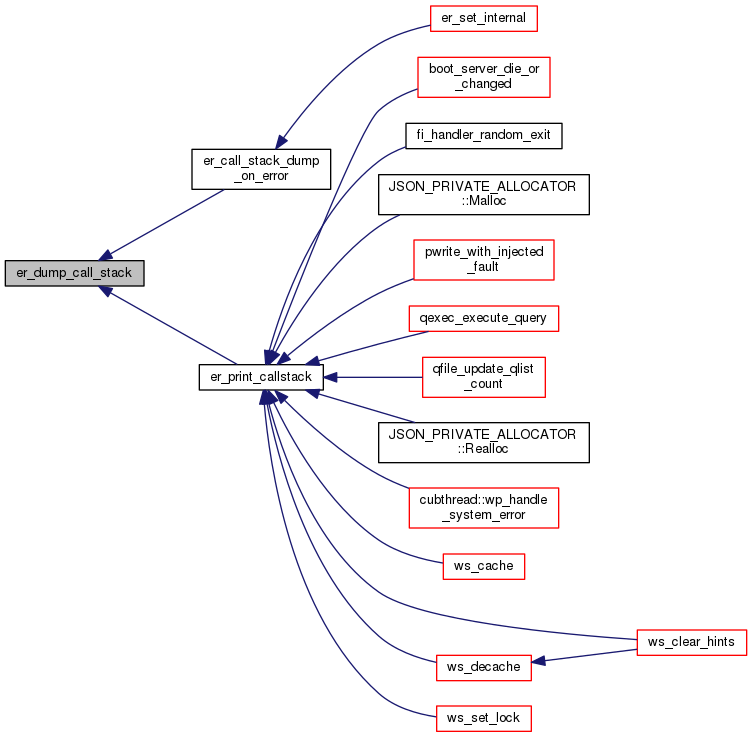 er_set_internal
boot_server_die_or
_changed
fi_handler_random_exit
er_call_stack_dump
_on_error
JSON_PRIVATE_ALLOCATOR
::Malloc
pwrite_with_injected
_fault
er_dump_call_stack
qexec_execute_query
er_print_callstack
qfile_update_qlist
_count
JSON_PRIVATE_ALLOCATOR
::Realloc
cubthread::wp_handle
_system_error
ws_cache
ws_clear_hints
ws_decache
ws_set_lock